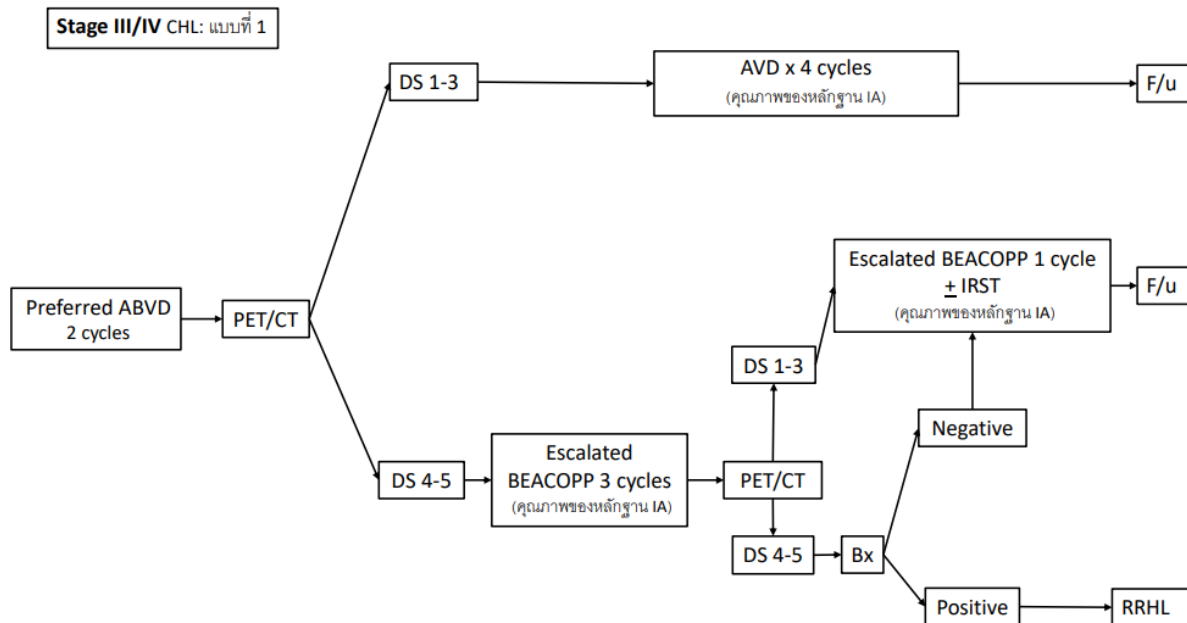 Stage III/IV CHL: แบบที่ 1
DS 1-3
AVD x 4 cycles
(คุณภาพของหลักฐาน IA)
F/u
Preferred ABVD
2 cycles
PET/CT
DS 4-5
Escalated
BEACOPP 3 cycles
(คุณภาพของหลักฐาน IA)
PET/CT
DS 1-3
Escalated BEACOPP 1 cycle
+ IRST
(คุณภาพของหลักฐาน IA)
F/u
DS 4-5
Bx
Negative
Positive
RRHL